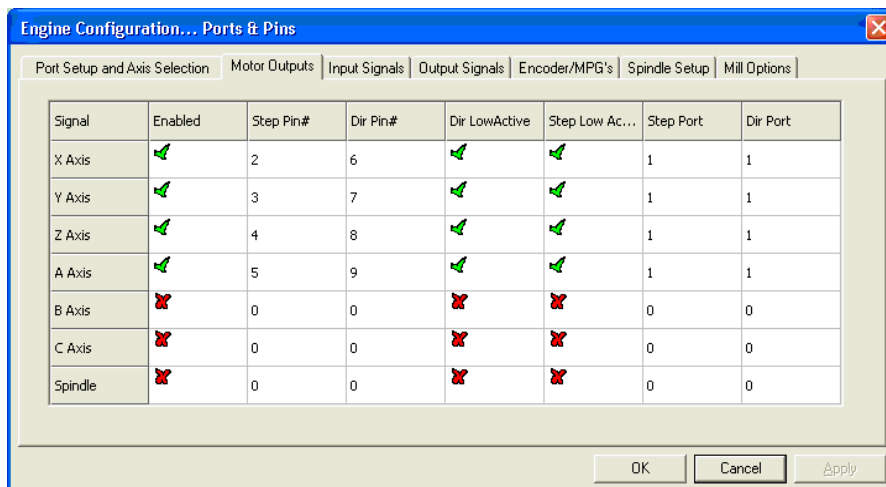 Engine Configuration... Ports & Pins
Port Setup and Axis Selection Motor Outputs Input Signals Output Signals Encoder/MPG's Spindle Setup Mill Options
Signal Enabled Step Pin# Dir Pin# Dir LowActive Step Low Ac... Step Port Dir Port
X Axis 2 6 1 1
Y Axis 3 7 1 1
Z Axis 4 8 1 1
A Axis 5 9 1 1
B Axis 0 0 0 0
C Axis 0 0 0 0
Spindle 0 0 0 0
OK Cancel Apply